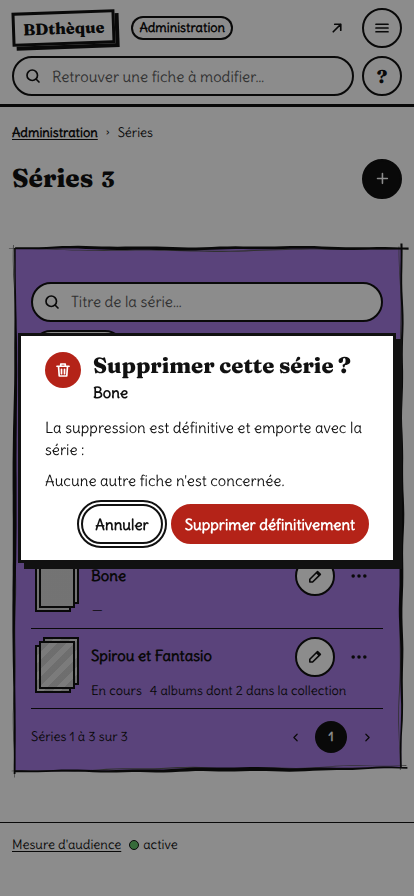 BDthèque
Administration
Retrouver une fiche à modifier...
?
Administration › Séries
Séries 3
+
Titre de la série...
Supprimer cette série ?
Bone
La suppression est définitive et emporte avec la
série :
Aucune autre fiche n'est concernée.
Annuler
Supprimer définitivement
Bone
—
Spirou et Fantasio
En cours 4 albums dont 2 dans la collection
Séries 1 à 3 sur 3
‹ 1 ›
Mesure d'audience active